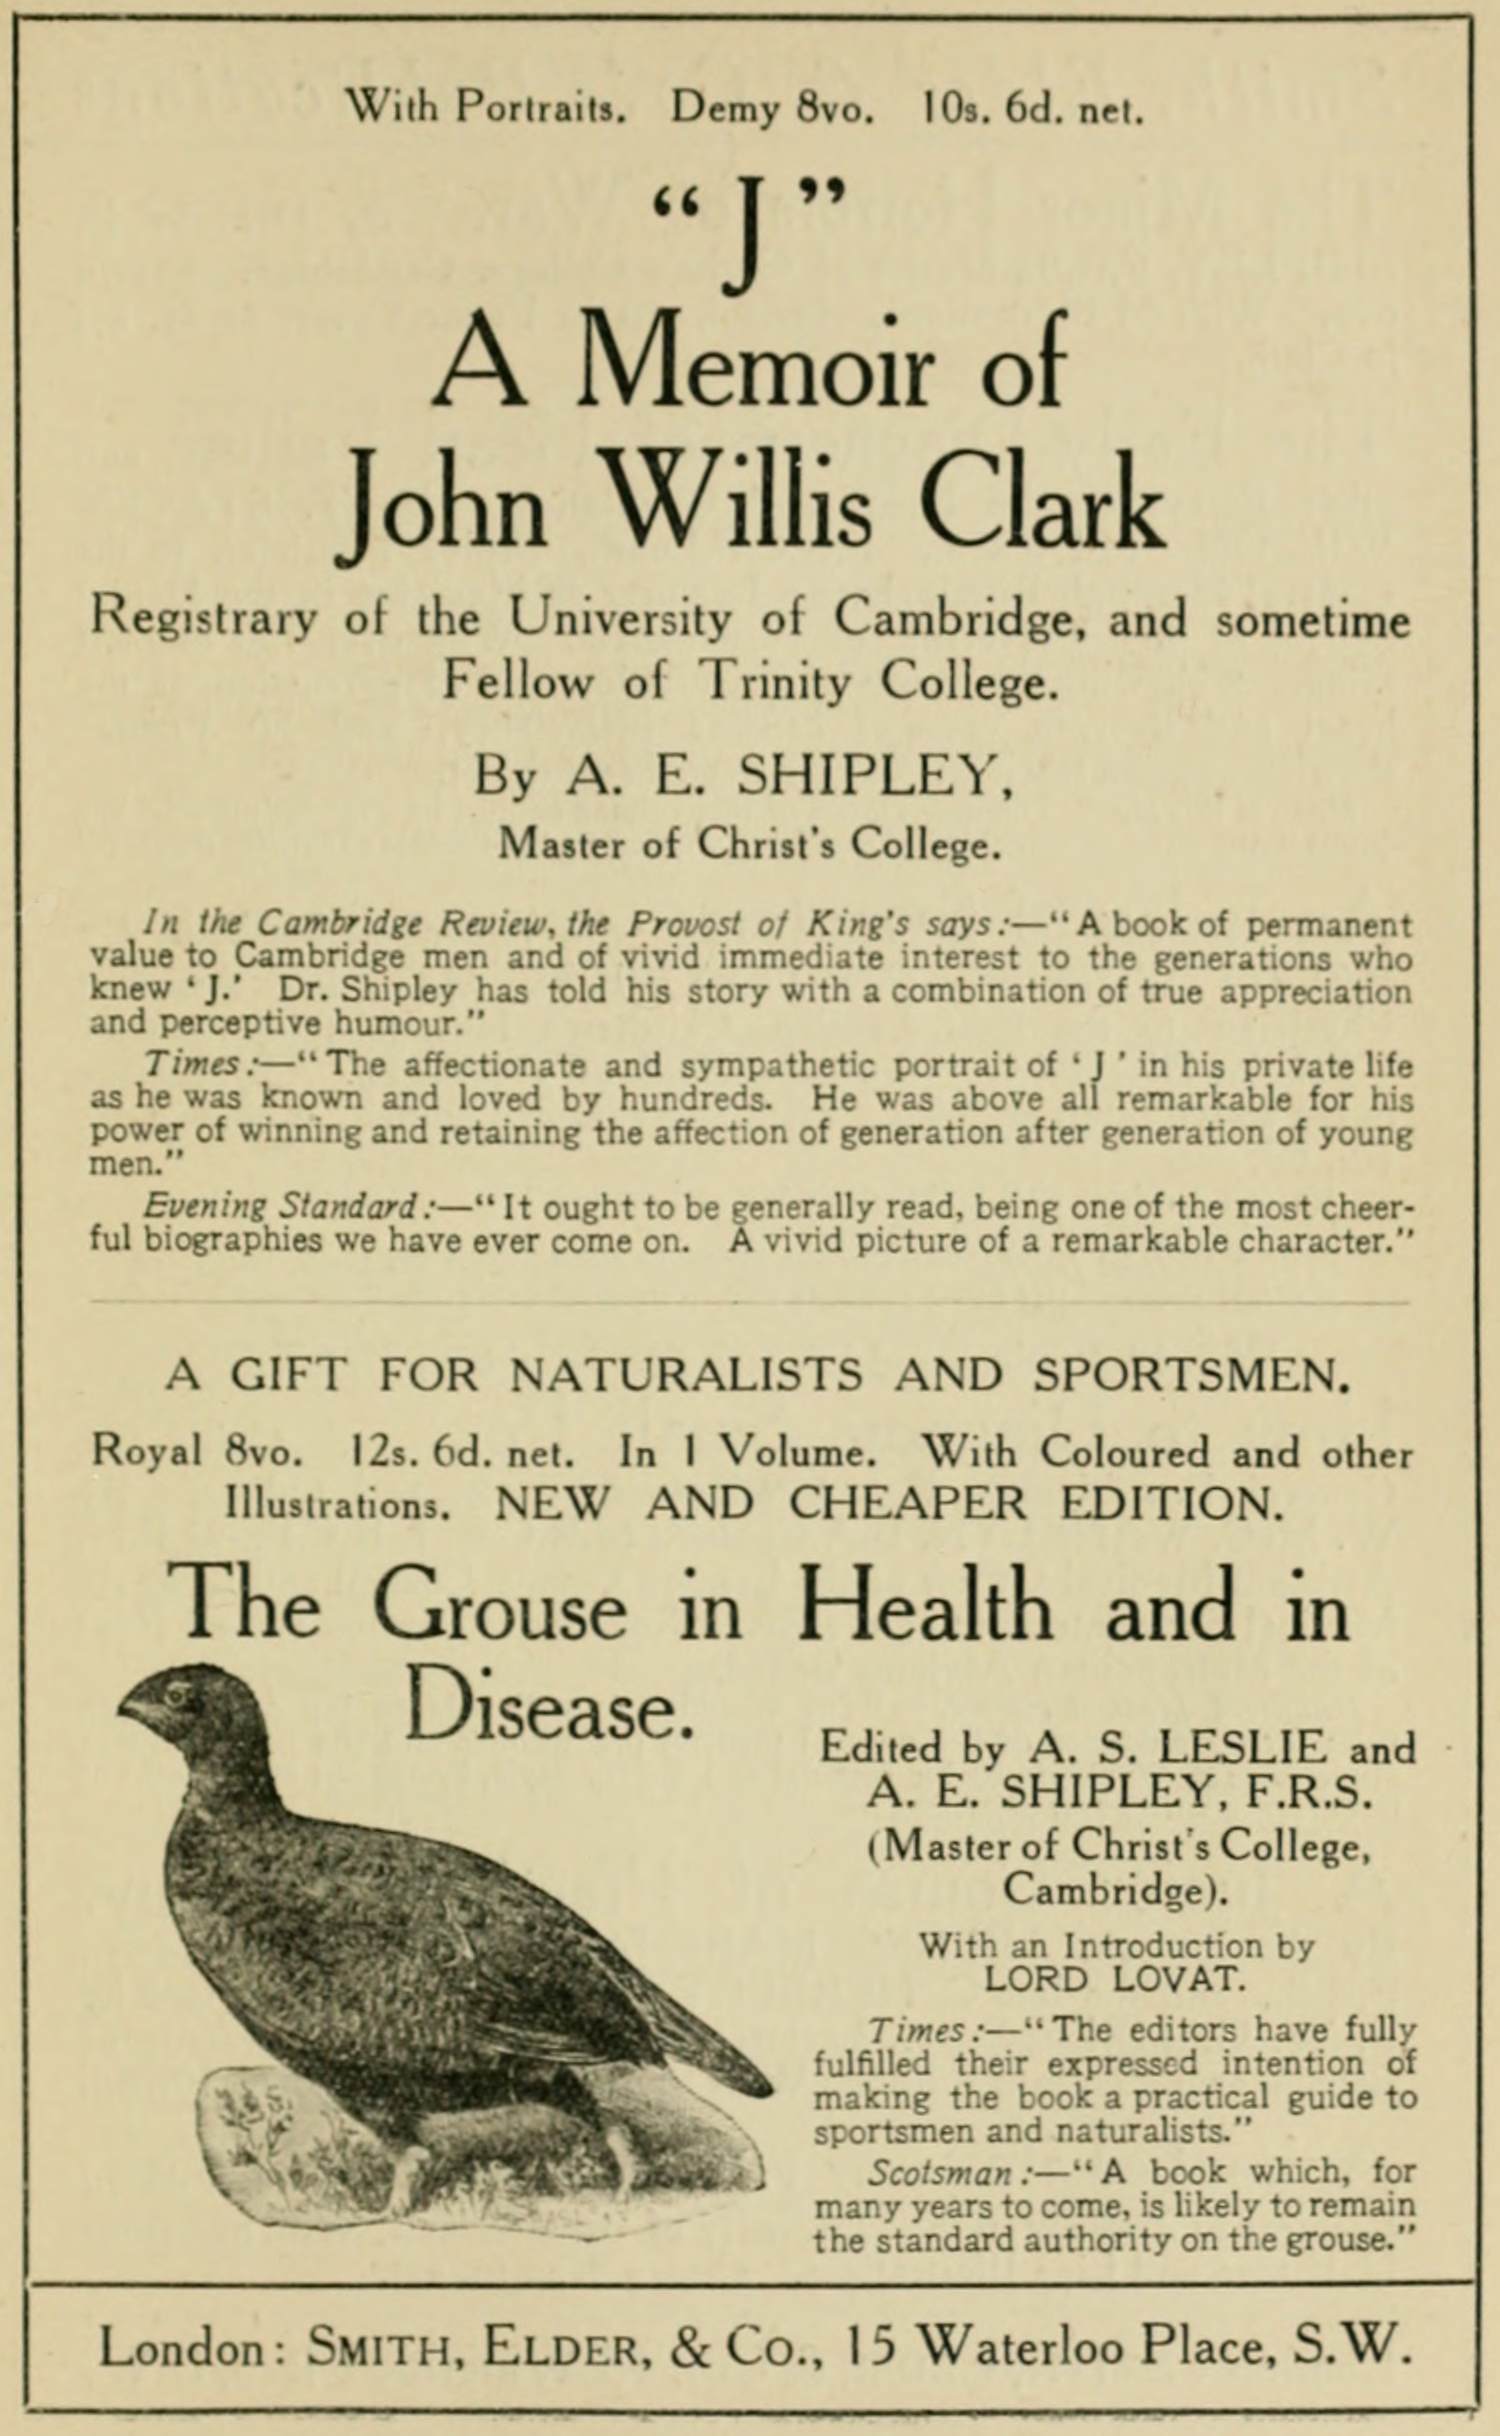 With Portraits. Demy 8vo. 10s. 6d. net.
“J”
A Memoir of
John Willis Clark
Registrary of the University of Cambridge, and sometime
Fellow of Trinity College.
By A. E. SHIPLEY,
Master of Christ's College.
In the Cambridge Review, the Provost of King's says:—“A book of permanent
value to Cambridge men and of vivid immediate interest to the generations who
knew ‘J.’ Dr. Shipley has told his story with a combination of true appreciation
and perceptive humour.”
Times:—“The affectionate and sympathetic portrait of ‘J’ in his private life
as he was known and loved by hundreds. He was above all remarkable for his
power of winning and retaining the affection of generation after generation of young
men.”
Evening Standard:—“It ought to be generally read, being one of the most cheer-
ful biographies we have ever come on. A vivid picture of a remarkable character.”
A GIFT FOR NATURALISTS AND SPORTSMEN.
Royal 8vo. 12s. 6d. net. In 1 Volume. With Coloured and other
Illustrations. NEW AND CHEAPER EDITION.
The Grouse in Health and in
Disease.
Edited by A. S. LESLIE and
A. E. SHIPLEY, F.R.S.
(Master of Christ's College,
Cambridge).
With an Introduction by
LORD LOVAT.
Times:—“The editors have fully
fulfilled their expressed intention of
making the book a practical guide to
sportsmen and naturalists.”
Scotsman:—“A book which, for
many years to come, is likely to remain
the standard authority on the grouse.”
London: SMITH, ELDER, & CO., 15 Waterloo Place, S.W.